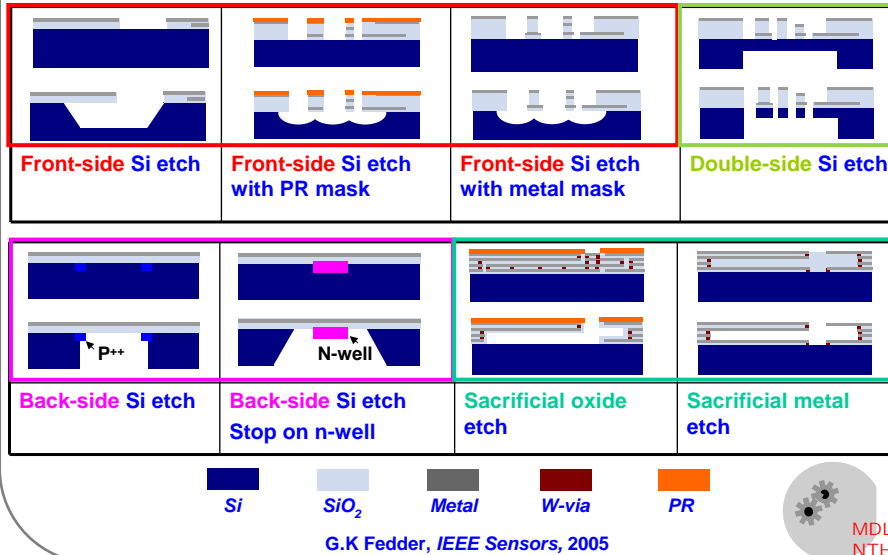 Front-side Si etch
Front-side Si etch
with PR mask
Front-side Si etch
with metal mask
Double-side Si etch
P++
N-well
Back-side Si etch
Back-side Si etch
Stop on n-well
Sacrificial oxide
etch
Sacrificial metal
etch
Si
SiO2
Metal
W-via
PR
G.K Fedder, IEEE Sensors, 2005
MDL
NTH